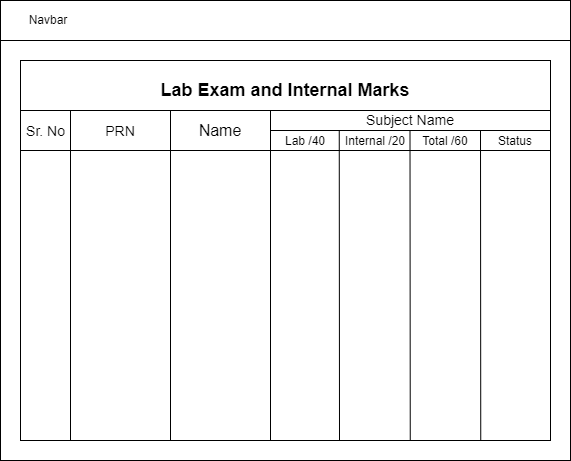 Navbar
Lab Exam and Internal Marks
Sr. No PRN Name Subject Name
Lab /40 Internal /20 Total /60 Status